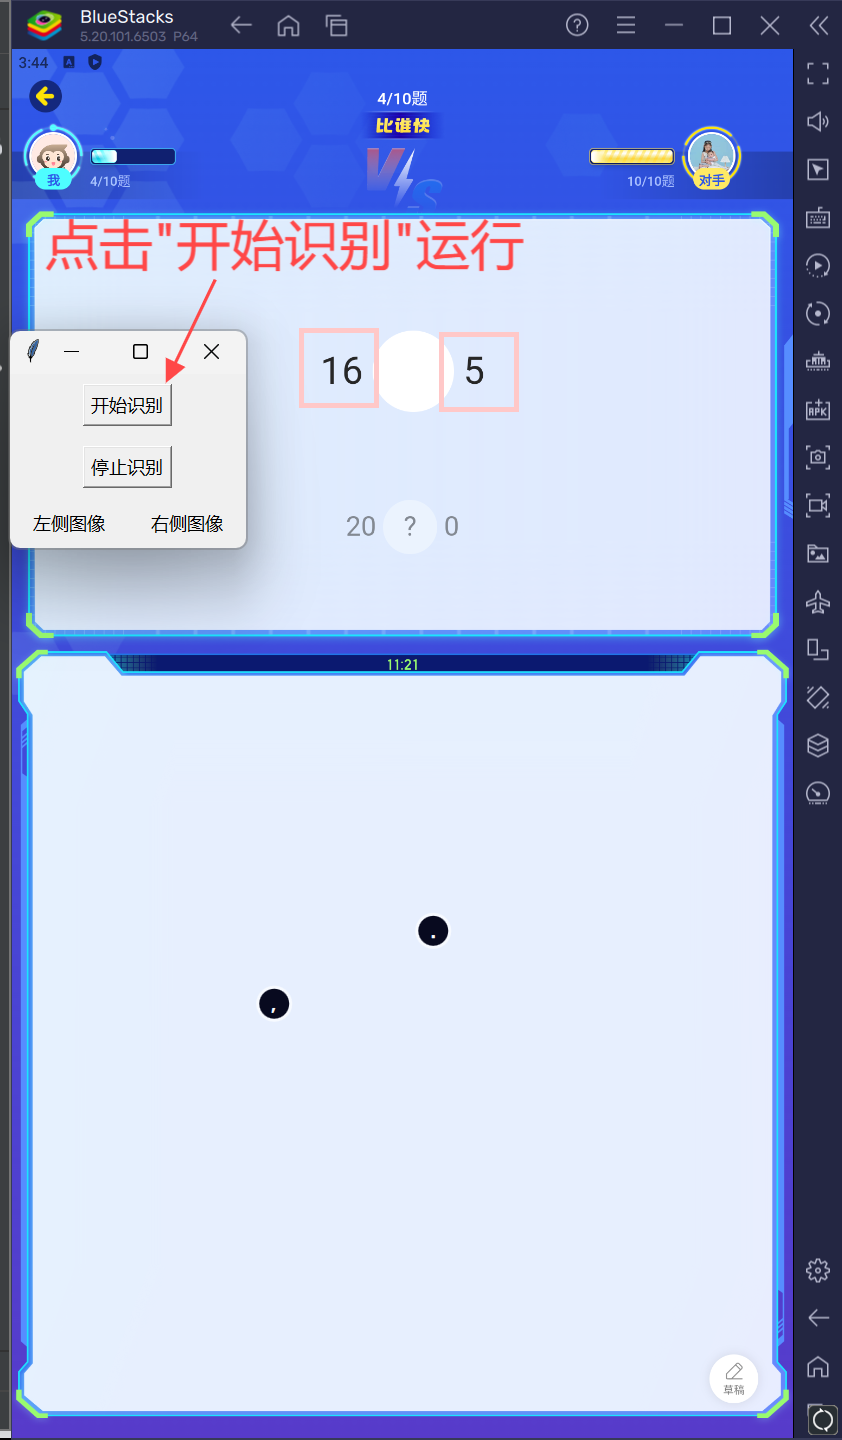 BlueStacks
5.20.101.6503 P64
3:44
4/10题
比谁快
VS
我
4/10题
10/10题
对手
点击"开始识别"运行
16
5
开始识别
停止识别
左侧图像
右侧图像
20 ? 0
11:21
.
,
草稿
APK